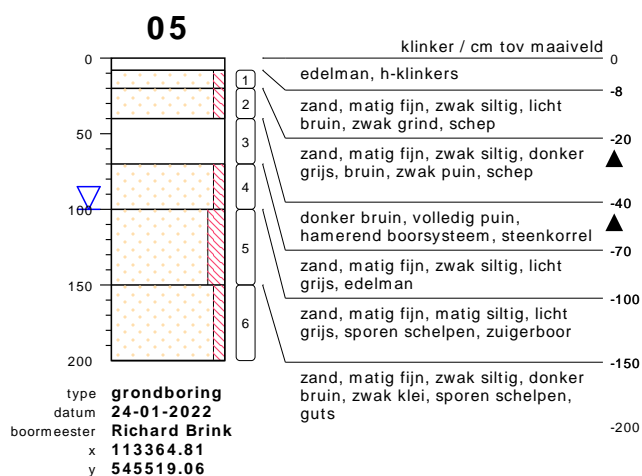 05
klinker / cm tov maaiveld
0
0
edelman, h-klinkers
-8
1
zand, matig fijn, zwak siltig, licht
bruin, zwak grind, schep
2
-20
50
3
zand, matig fijn, zwak siltig, donker
grijs, bruin, zwak puin, schep
-40
4
donker bruin, volledig puin,
hamerend boorsysteem, steenkorrel
100
-70
5
zand, matig fijn, zwak siltig, licht
grijs, edelman
150
-100
6
zand, matig fijn, matig siltig, licht
grijs, sporen schelpen, zuigerboor
200
-150
zand, matig fijn, zwak siltig, donker
bruin, zwak klei, sporen schelpen,
guts
-200
type grondboring
datum 24-01-2022
boormeester Richard Brink
x 113364.81
y 545519.06